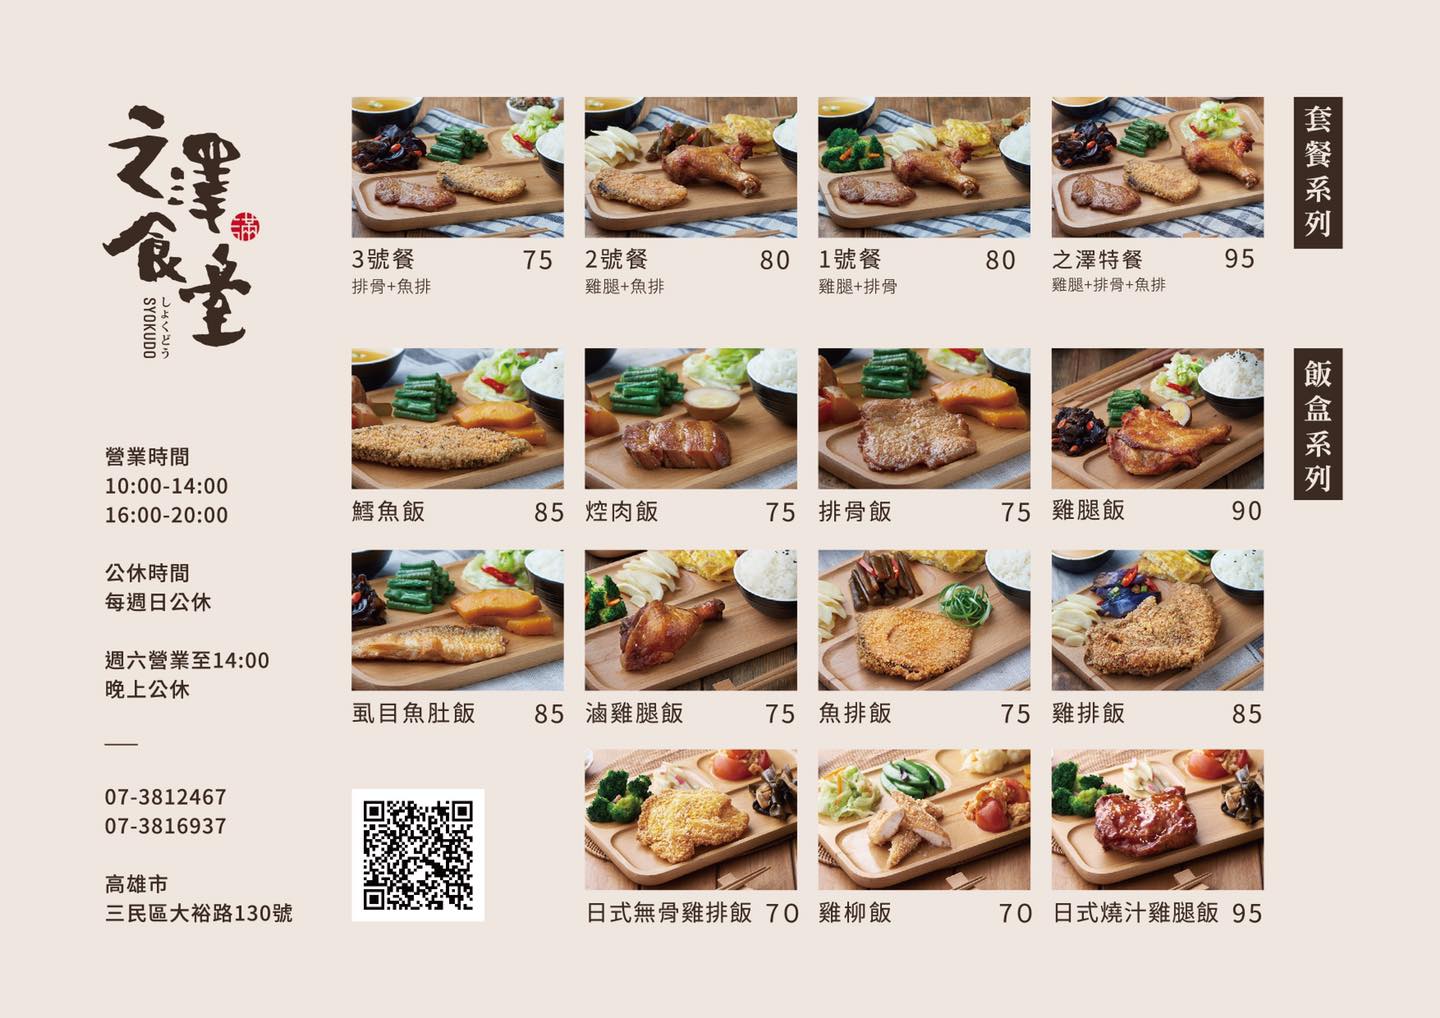 之澤
食堂
滿
しょくどう
SYOKUDO
營業時間
10:00-14:00
16:00-20:00
公休時間
每週日公休
週六營業至14:00
晚上公休
07-3812467
07-3816937
高雄市
三民區大裕路130號
套餐系列
3號餐 75
排骨+魚排
2號餐 80
雞腿+魚排
1號餐 80
雞腿+排骨
之澤特餐 95
雞腿+排骨+魚排
飯盒系列
鱈魚飯 85
焢肉飯 75
排骨飯 75
雞腿飯 90
虱目魚肚飯 85
滷雞腿飯 75
魚排飯 75
雞排飯 85
日式無骨雞排飯 70
雞柳飯 70
日式燒汁雞腿飯 95